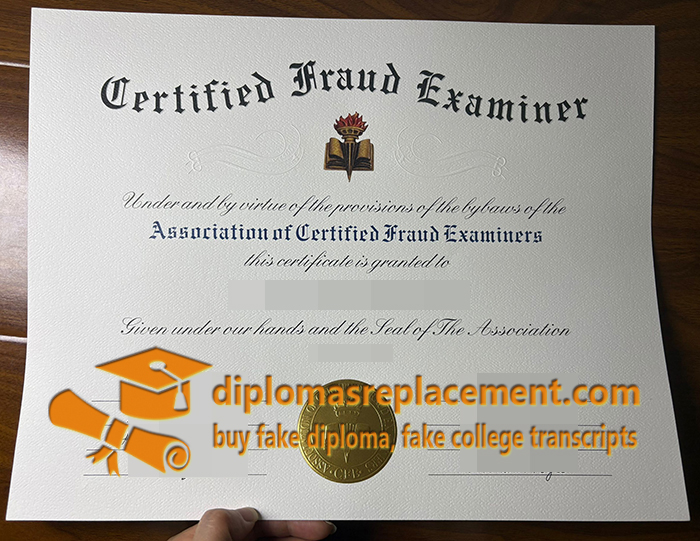 Certified Fraud Examiner
Under and by virtue of the provisions of the bybaws of the
Association of Certified Fraud Examiners
this certificate is granted to
Given under our hands and the Seal of The Association
diplomasreplacement.com
buy fake diploma, fake college transcripts